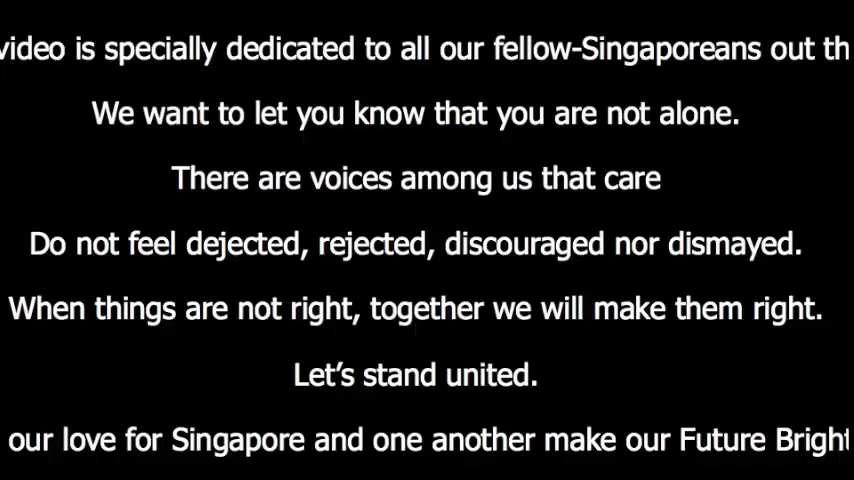 video is specially dedicated to all our fellow-Singaporeans out th
We want to let you know that you are not alone.
There are voices among us that care
Do not feel dejected, rejected, discouraged nor dismayed.
When things are not right, together we will make them right.
Let's stand united.
our love for Singapore and one another make our Future Bright